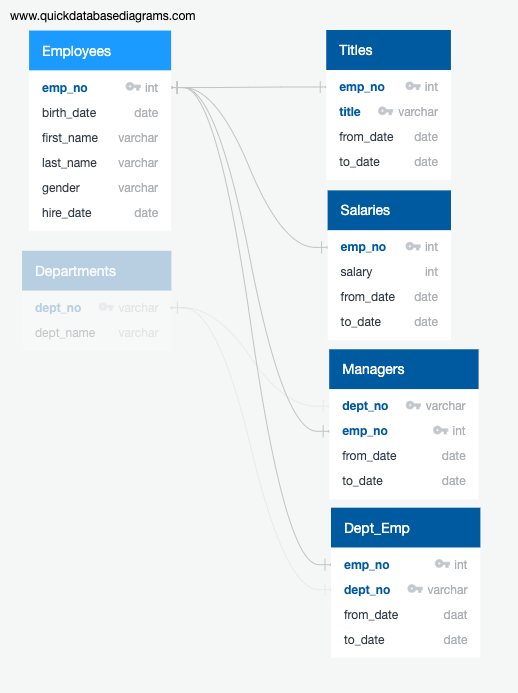 www.quickdatabasediagrams.com
Employees
emp_no int
birth_date date
first_name varchar
last_name varchar
gender varchar
hire_date date
Departments
dept_no varchar
dept_name varchar
Titles
emp_no int
title varchar
from_date date
to_date date
Salaries
emp_no int
salary int
from_date date
to_date date
Managers
dept_no varchar
emp_no int
from_date date
to_date date
Dept_Emp
emp_no int
dept_no varchar
from_date daat
to_date date